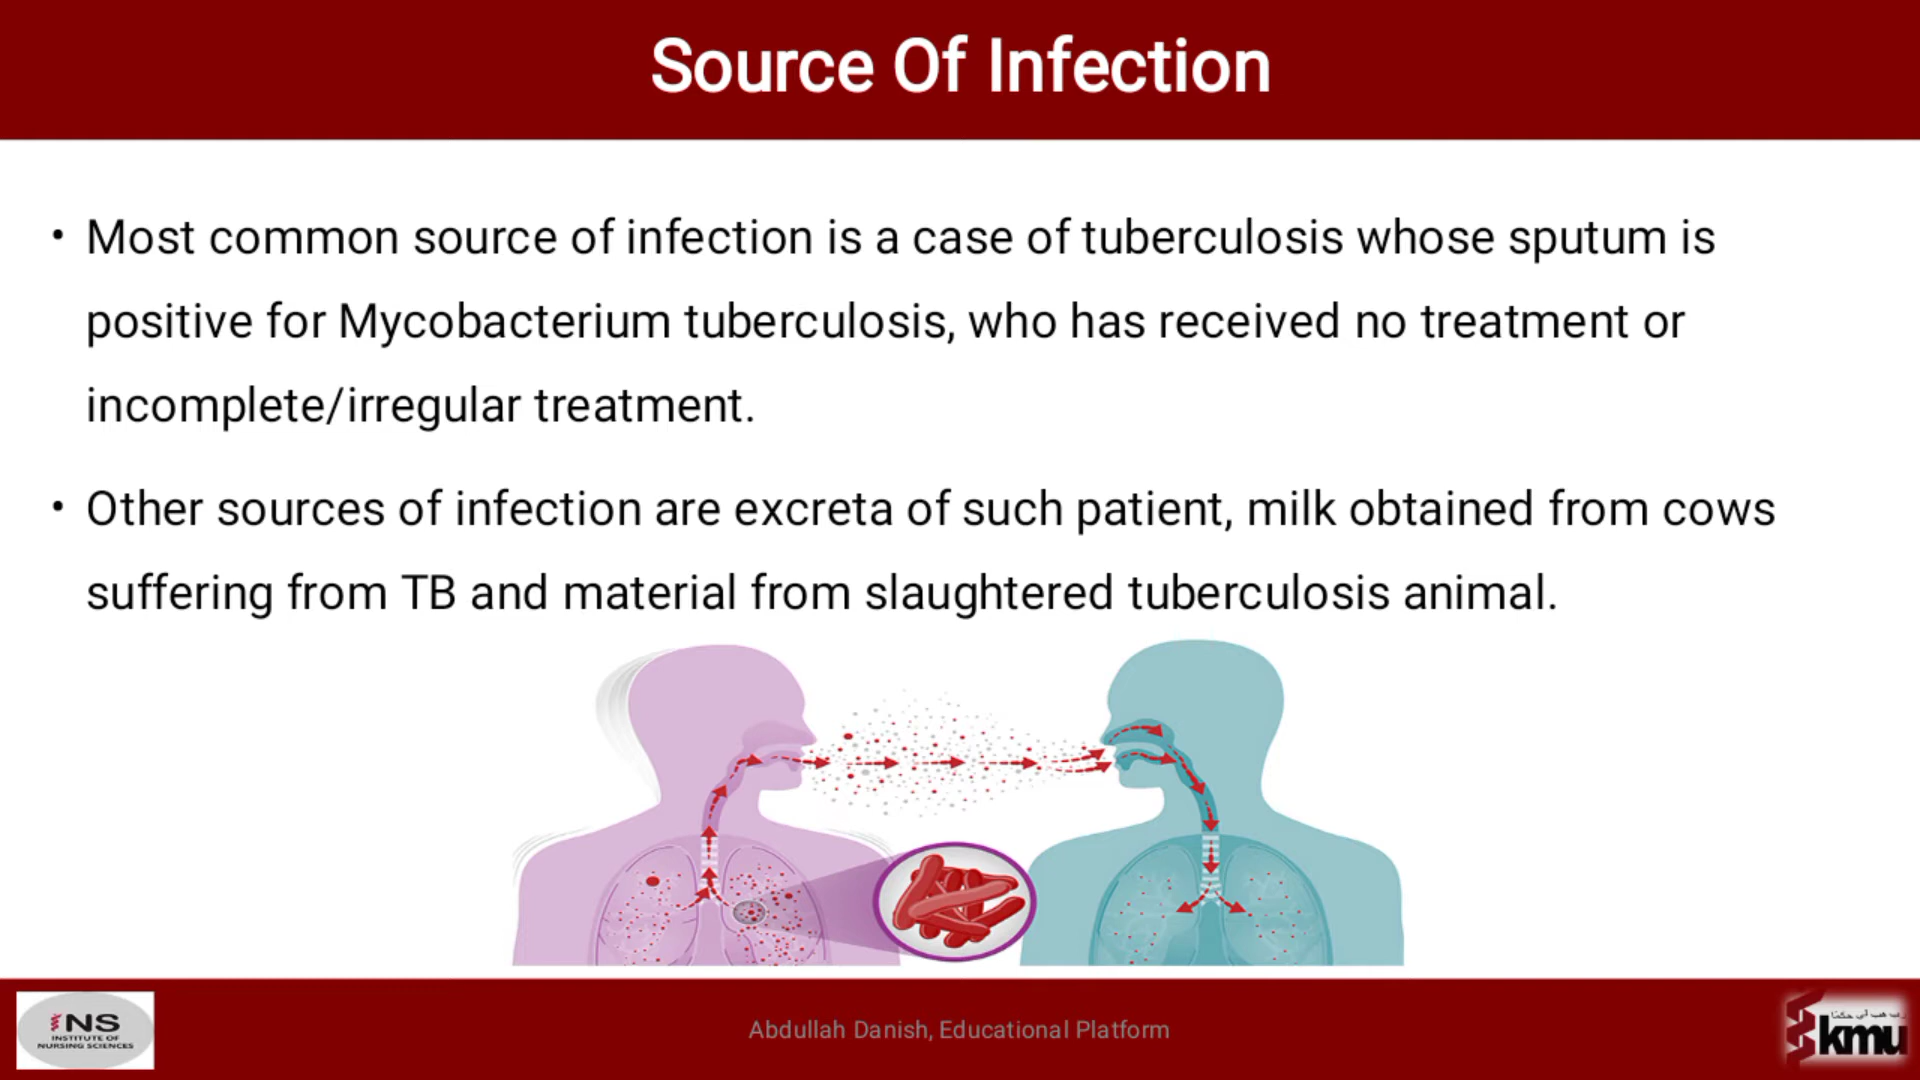 Source Of Infection
• Most common source of infection is a case of tuberculosis whose sputum is
positive for Mycobacterium tuberculosis, who has received no treatment or
incomplete/irregular treatment.
• Other sources of infection are excreta of such patient, milk obtained from cows
suffering from TB and material from slaughtered tuberculosis animal.
iNS
INSTITUTE OF
NURSING SCIENCES
Abdullah Danish, Educational Platform
kmu